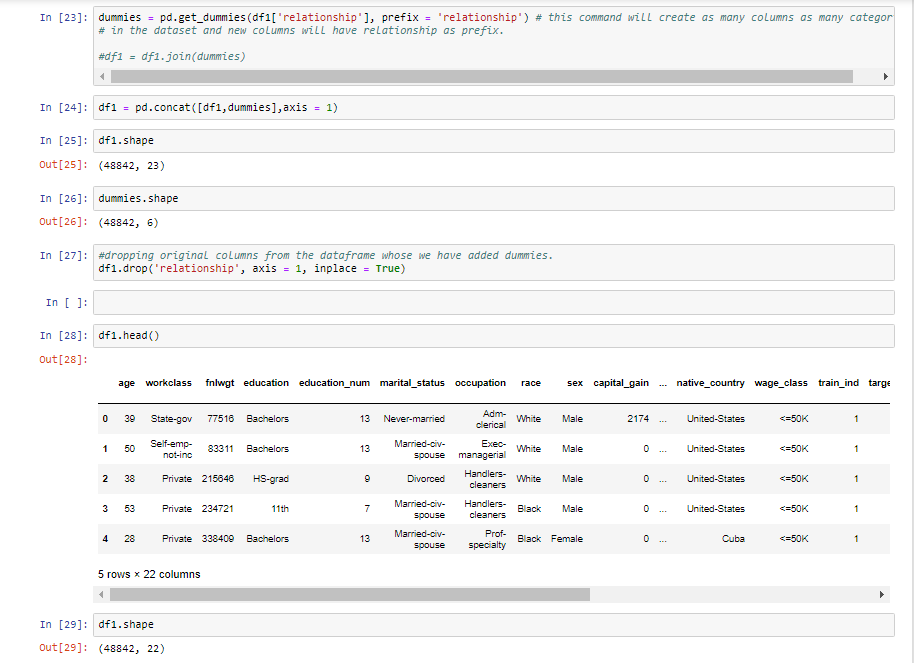 In [23]: dummies = pd.get_dummies(df1['relationship'], prefix = 'relationship') # this command will create as many columns as many categor
# in the dataset and new columns will have relationship as prefix.
#df1 = df1.join(dummies)
In [24]: df1 = pd.concat([df1,dummies],axis = 1)
In [25]: df1.shape
Out[25]: (48842, 23)
In [26]: dummies.shape
Out[26]: (48842, 6)
In [27]: #dropping original columns from the dataframe whose we have added dummies.
df1.drop('relationship', axis = 1, inplace = True)
In [ ]:
In [28]: df1.head()
Out[28]:
age workclass fnlwgt education education_num marital_status occupation race sex capital_gain ... native_country wage_class train_ind targe
0 39 State-gov 77516 Bachelors 13 Never-married Adm-
clerical White Male 2174 ... United-States <=50K 1
1 50 Self-emp-
not-inc 83311 Bachelors 13 Married-civ-
spouse Exec-
managerial White Male 0 ... United-States <=50K 1
2 38 Private 215646 HS-grad 9 Divorced Handlers-
cleaners White Male 0 ... United-States <=50K 1
3 53 Private 234721 11th 7 Married-civ-
spouse Handlers-
cleaners Black Male 0 ... United-States <=50K 1
4 28 Private 338409 Bachelors 13 Married-civ-
spouse Prof-
specialty Black Female 0 ... Cuba <=50K 1
5 rows × 22 columns
In [29]: df1.shape
Out[29]: (48842, 22)